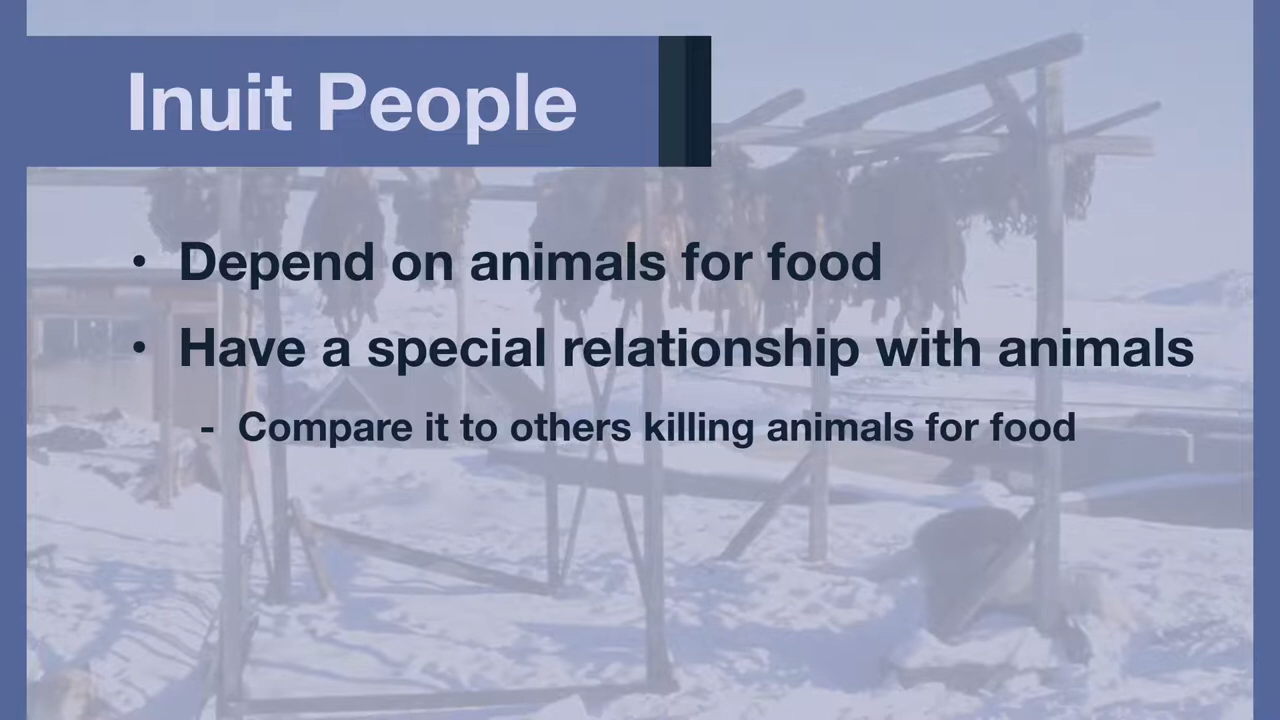 Inuit People
• Depend on animals for food
• Have a special relationship with animals
- Compare it to others killing animals for food